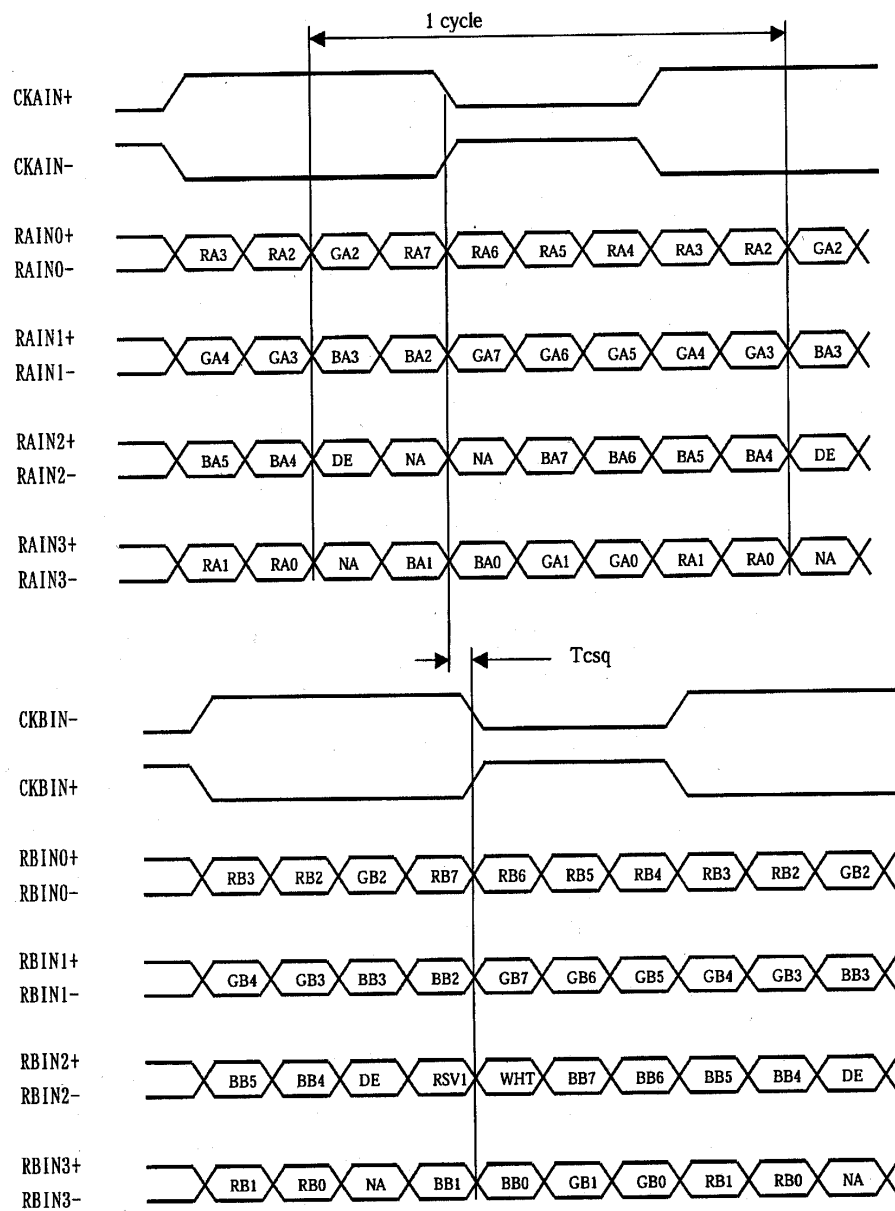 1 cycle
CKAIN+
CKAIN-
RAIN0+
RAIN0-
RA3 RA2 GA2 RA7 RA6 RA5 RA4 RA3 RA2 GA2
RAIN1+
RAIN1-
GA4 GA3 BA3 BA2 GA7 GA6 GA5 GA4 GA3 BA3
RAIN2+
RAIN2-
BA5 BA4 DE NA NA BA7 BA6 BA5 BA4 DE
RAIN3+
RAIN3-
RA1 RA0 NA BA1 BA0 GA1 GA0 RA1 RA0 NA
Tcsq
CKBIN-
CKBIN+
RBIN0+
RBIN0-
RB3 RB2 GB2 RB7 RB6 RB5 RB4 RB3 RB2 GB2
RBIN1+
RBIN1-
GB4 GB3 BB3 BB2 GB7 GB6 GB5 GB4 GB3 BB3
RBIN2+
RBIN2-
BB5 BB4 DE RSV1 WHT BB7 BB6 BB5 BB4 DE
RBIN3+
RBIN3-
RB1 RB0 NA BB1 BB0 GB1 GB0 RB1 RB0 NA